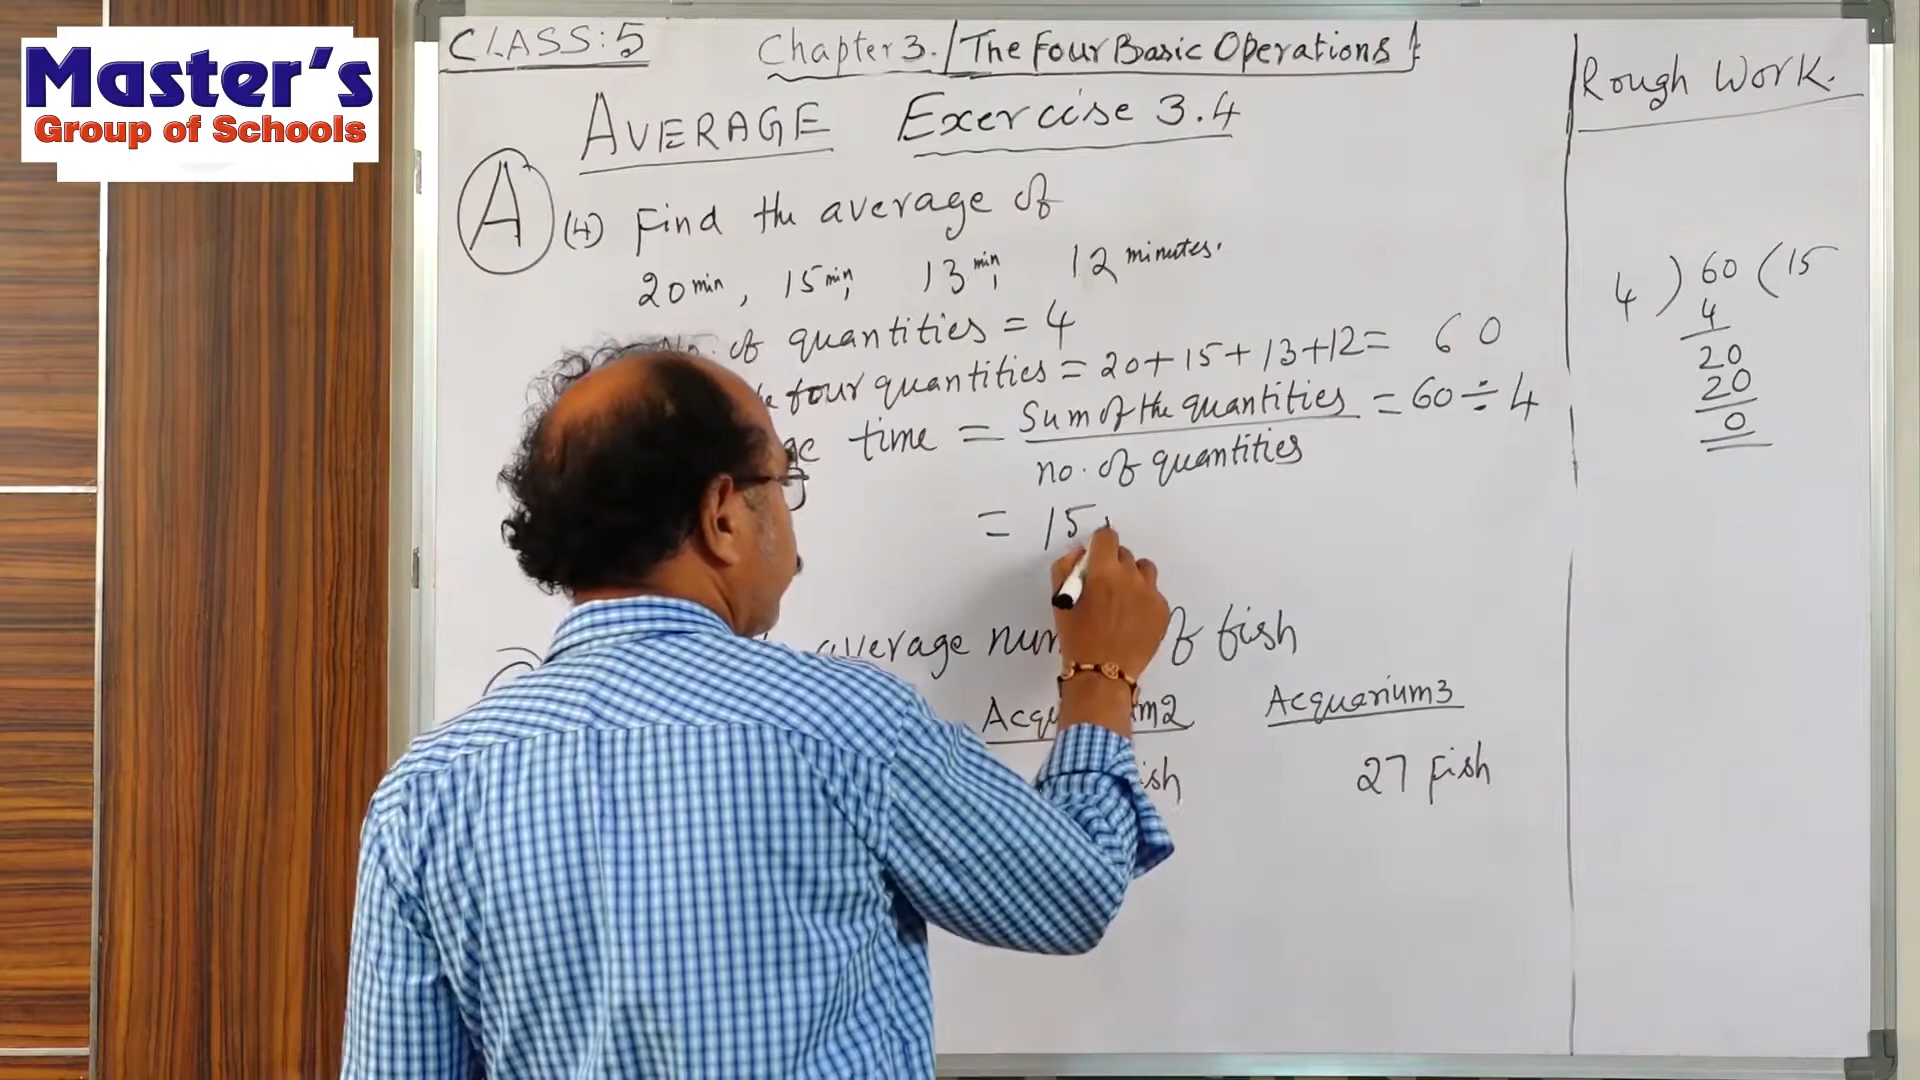 Master's
Group of Schools
CLASS: 5 Chapter 3. The Four Basic Operations
AVERAGE Exercise 3.4
A (4) Find the average of
20 min, 15 min, 13 min, 12 minutes.
of quantities = 4
four quantities = 20+15+13+12= 60
time = Sum of the quantities = 60 ÷ 4
no. of quantities
= 15
average of fish
Acquarium3
27 fish
Rough Work.
4 ) 60 ( 15
4
20
20
0